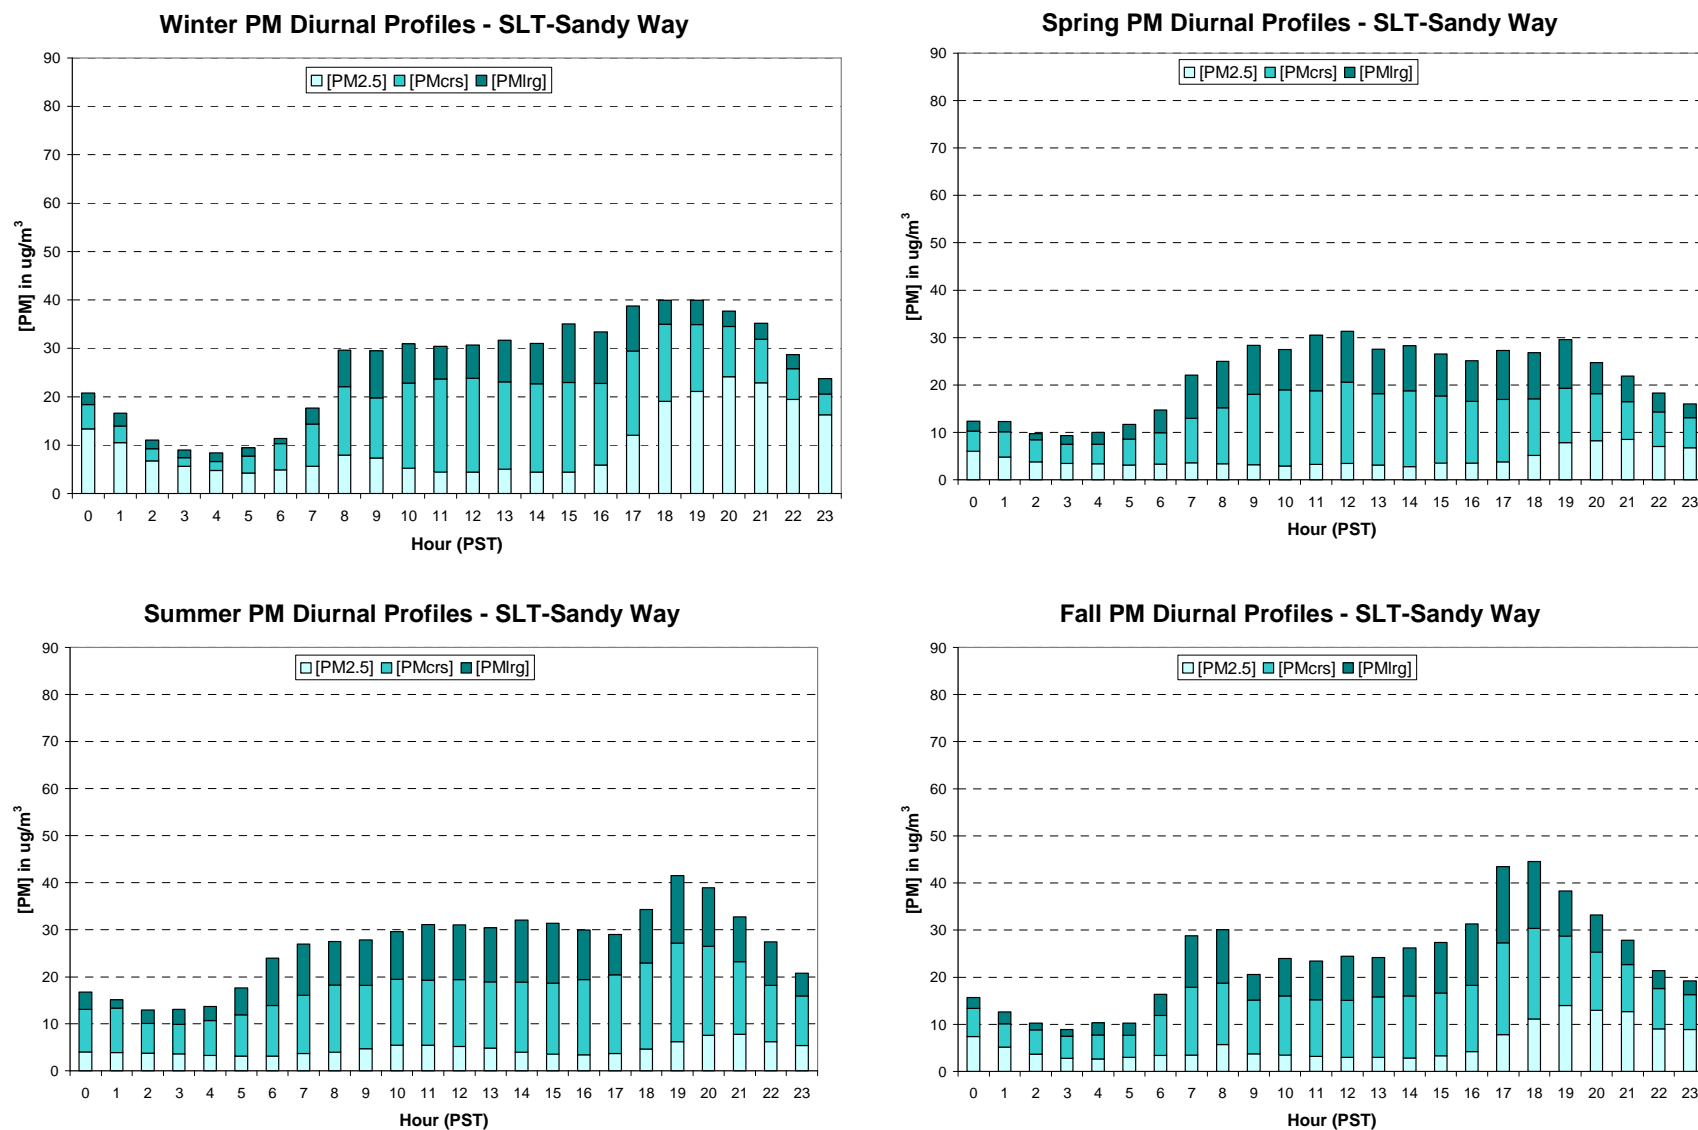 Winter PM Diurnal Profiles - SLT-Sandy Way
[PM2.5] [PMcrs] [PMlrg]
[PM] in ug/m³
90
80
70
60
50
40
30
20
10
0
0 1 2 3 4 5 6 7 8 9 10 11 12 13 14 15 16 17 18 19 20 21 22 23
Hour (PST)
Spring PM Diurnal Profiles - SLT-Sandy Way
[PM2.5] [PMcrs] [PMlrg]
[PM] in ug/m³
90
80
70
60
50
40
30
20
10
0
0 1 2 3 4 5 6 7 8 9 10 11 12 13 14 15 16 17 18 19 20 21 22 23
Hour (PST)
Summer PM Diurnal Profiles - SLT-Sandy Way
[PM2.5] [PMcrs] [PMlrg]
[PM] in ug/m³
90
80
70
60
50
40
30
20
10
0
0 1 2 3 4 5 6 7 8 9 10 11 12 13 14 15 16 17 18 19 20 21 22 23
Hour (PST)
Fall PM Diurnal Profiles - SLT-Sandy Way
[PM2.5] [PMcrs] [PMlrg]
[PM] in ug/m³
90
80
70
60
50
40
30
20
10
0
0 1 2 3 4 5 6 7 8 9 10 11 12 13 14 15 16 17 18 19 20 21 22 23
Hour (PST)